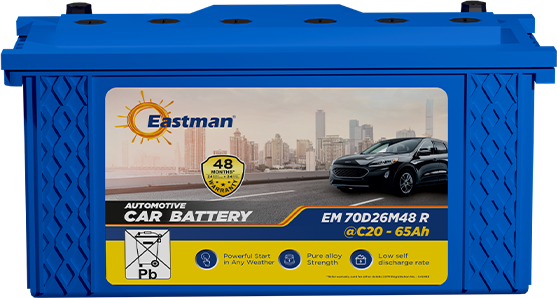 Eastman®
48
MONTHS*
WARRANTY
AUTOMOTIVE
CAR BATTERY
EM 70D26M48 R
@C20 - 65Ah
Powerful Start
in Any Weather
Pure alloy
Strength
Low self
discharge rate
Pb